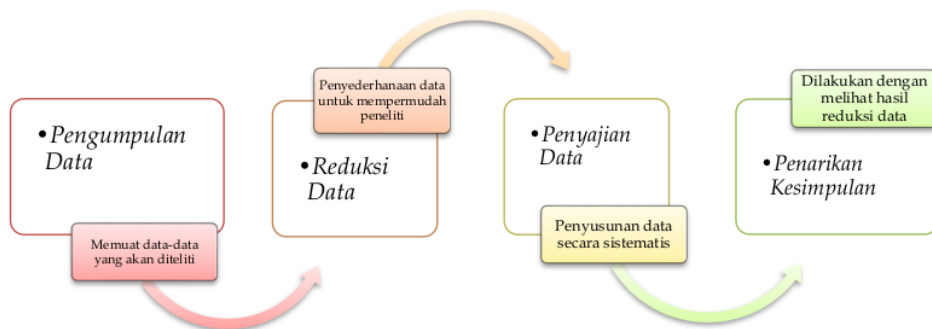 • Pengumpulan
Data
Memuat data-data
yang akan diteliti
Penyederhanaan data
untuk mempermudah
peneliti
• Reduksi
Data
• Penyajian
Data
Penyusunan data
secara sistematis
Dilakukan dengan
melihat hasil
reduksi data
• Penarikan
Kesimpulan